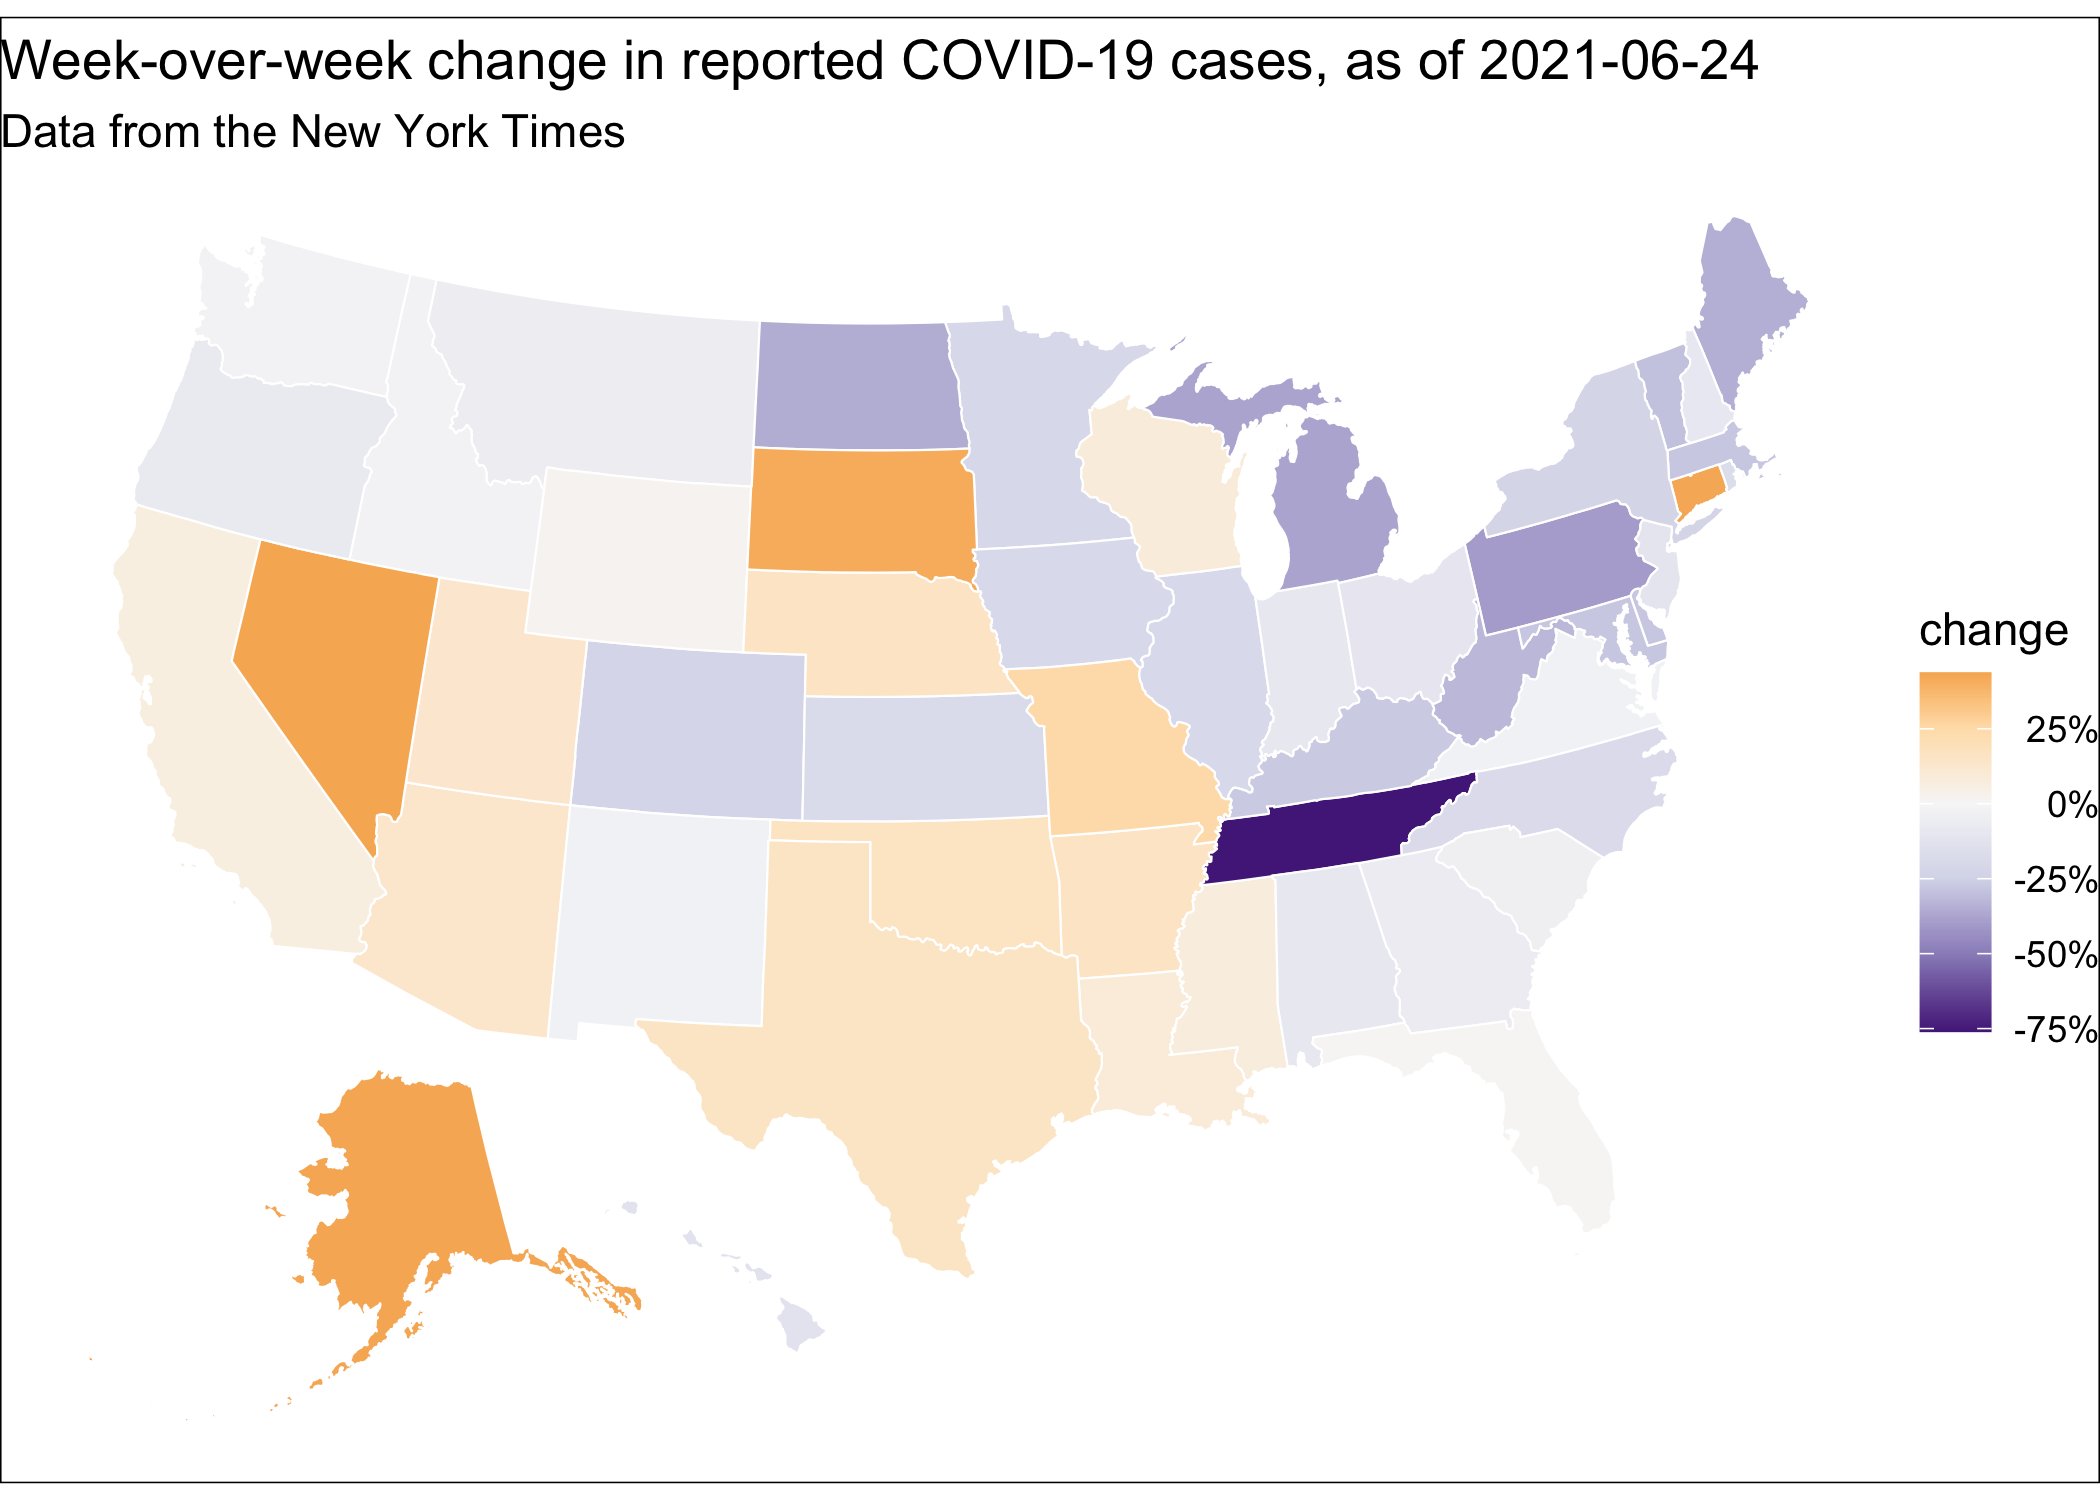 Week-over-week change in reported COVID-19 cases, as of 2021-06-24
Data from the New York Times
change
25%
0%
-25%
-50%
-75%